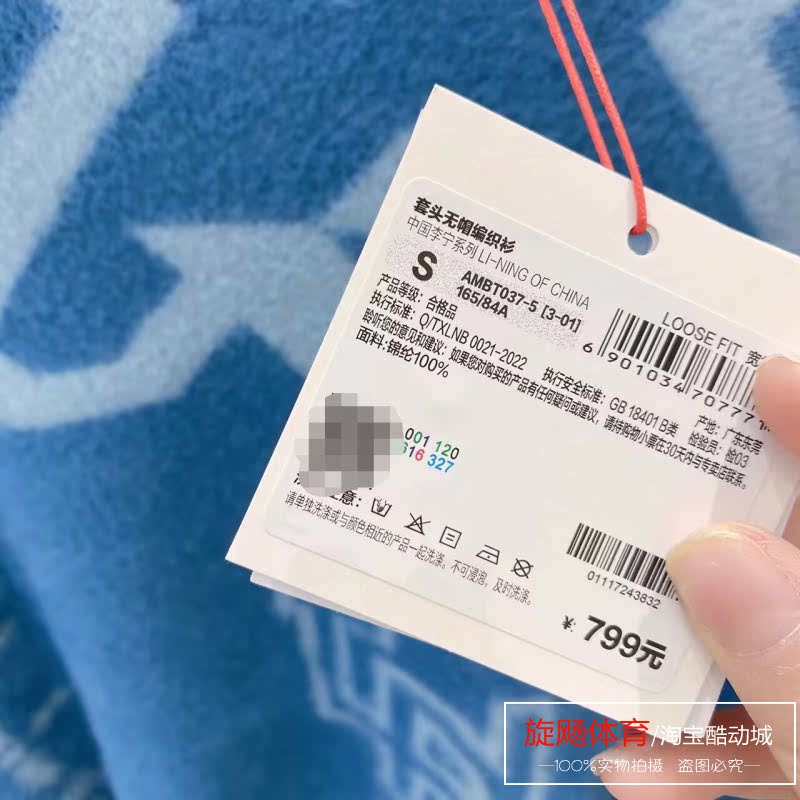 套头无帽编织衫
中国李宁系列 LI-NING OF CHINA
S
AMBT037-5 [3-01]
165/84A
LOOSE FIT
产品等级: 合格品
执行标准: Q/TXLNB 0021-2022
执行安全标准: GB 18401 B类
产地: 广东东莞
检验员: 检03
聆听您的意见和建议: 如果您对购买的产品有任何疑问或建议, 请持购物小票在30天内与专卖店联系。
面料:锦纶100%
6 901034 70777
001 120
616 327
请单独洗涤或与颜色相近的产品一起洗涤。不可浸泡, 及时洗涤。
01117243832
¥: 799元
旋飏体育/淘宝酷动城
—100%实物拍摄 盗图必究—